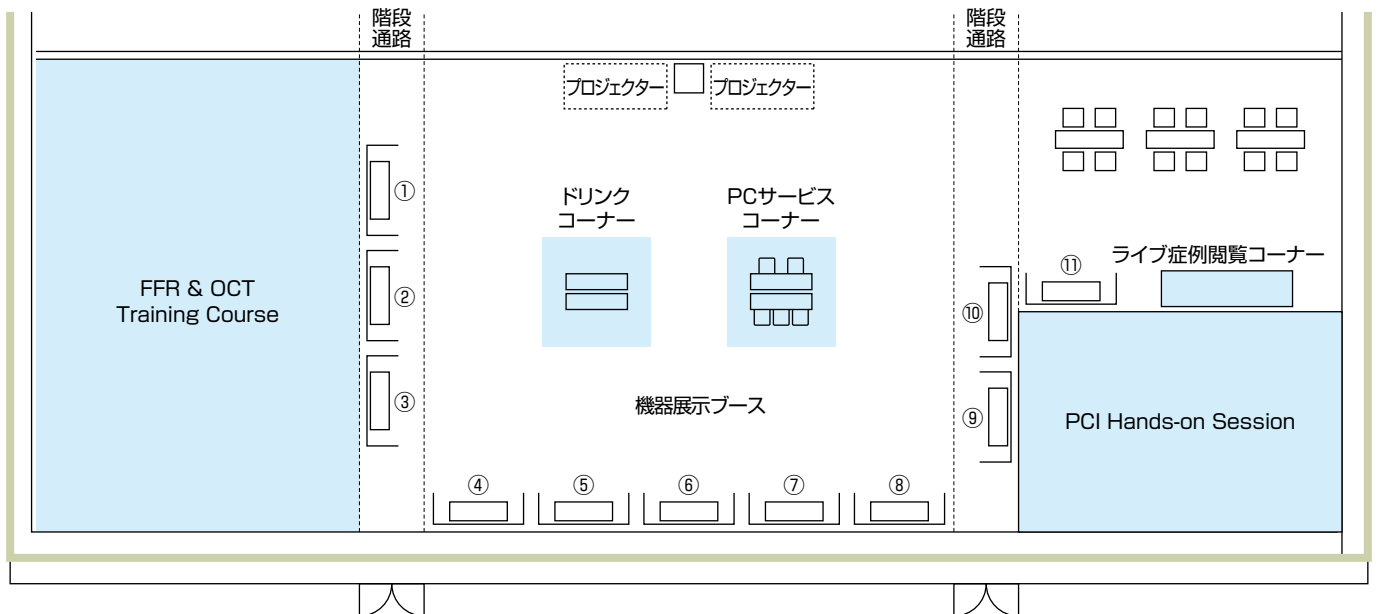 階段
通路
階段
通路
プロジェクター
プロジェクター
ドリンク
コーナー
PCサービス
コーナー
①
②
③
FFR & OCT
Training Course
機器展示ブース
④
⑤
⑥
⑦
⑧
⑨
⑩
⑪
ライブ症例閲覧コーナー
PCI Hands-on Session